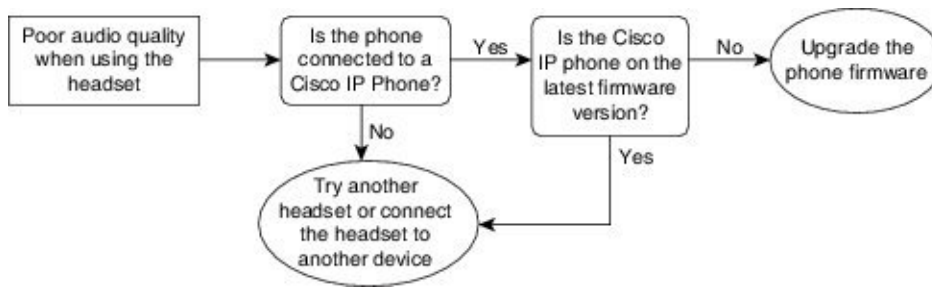 Poor audio quality
when using the
headset
Is the phone
connected to a
Cisco IP Phone?
Yes
Is the Cisco
IP phone on the
latest firmware
version?
No
Upgrade the
phone firmware
No
Yes
Try another
headset or connect
the headset to
another device